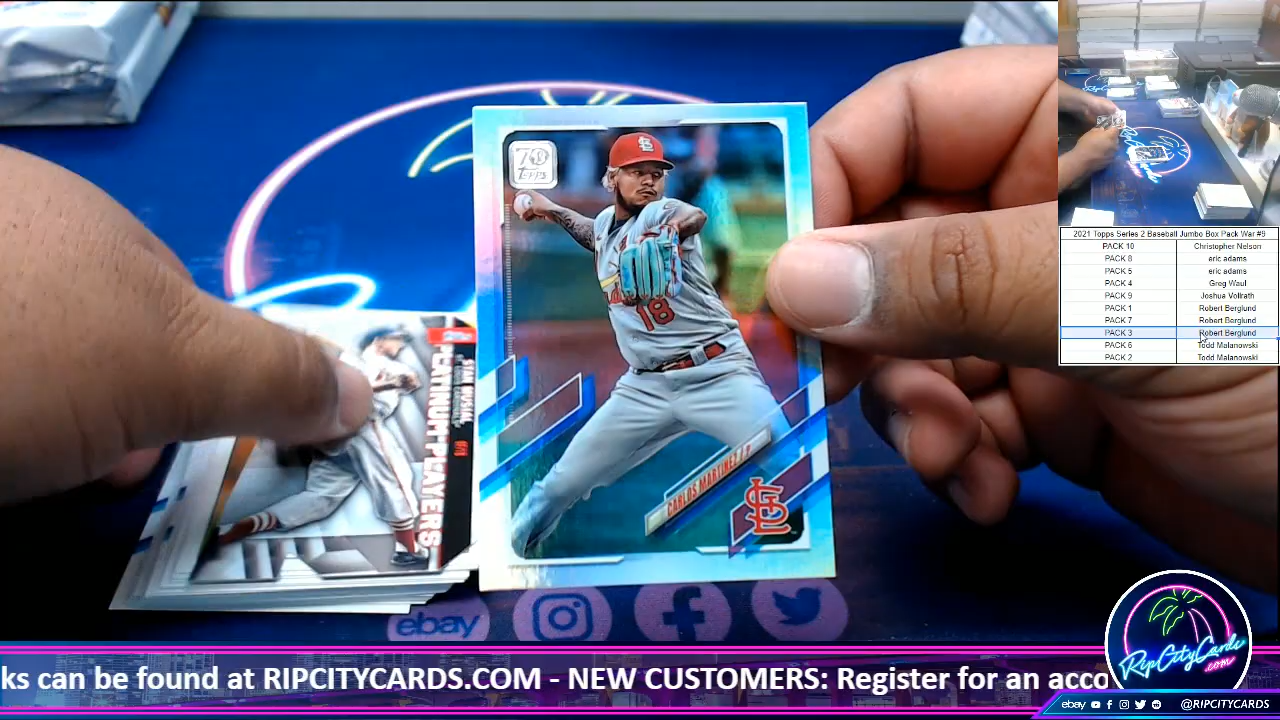 70
TOPPS
18
CARLOS MARTINEZ
STAN MUSIAL
PLATINUM PLAYERS
2021 Topps Series 2 Baseball Jumbo Box Pack War #9
PACK 10 Christopher Nelson
PACK 8 eric adams
PACK 5 eric adams
PACK 4 Greg Waul
PACK 9 Joshua Vollrath
PACK 1 Robert Berglund
PACK 7 Robert Berglund
PACK 3 Robert Berglund
PACK 6 Todd Malanowski
PACK 2 Todd Malanowski
ebay
ks can be found at RIPCITYCARDS.COM - NEW CUSTOMERS: Register for an acco
RipCityCards
.com
ebay @RIPCITYCARDS